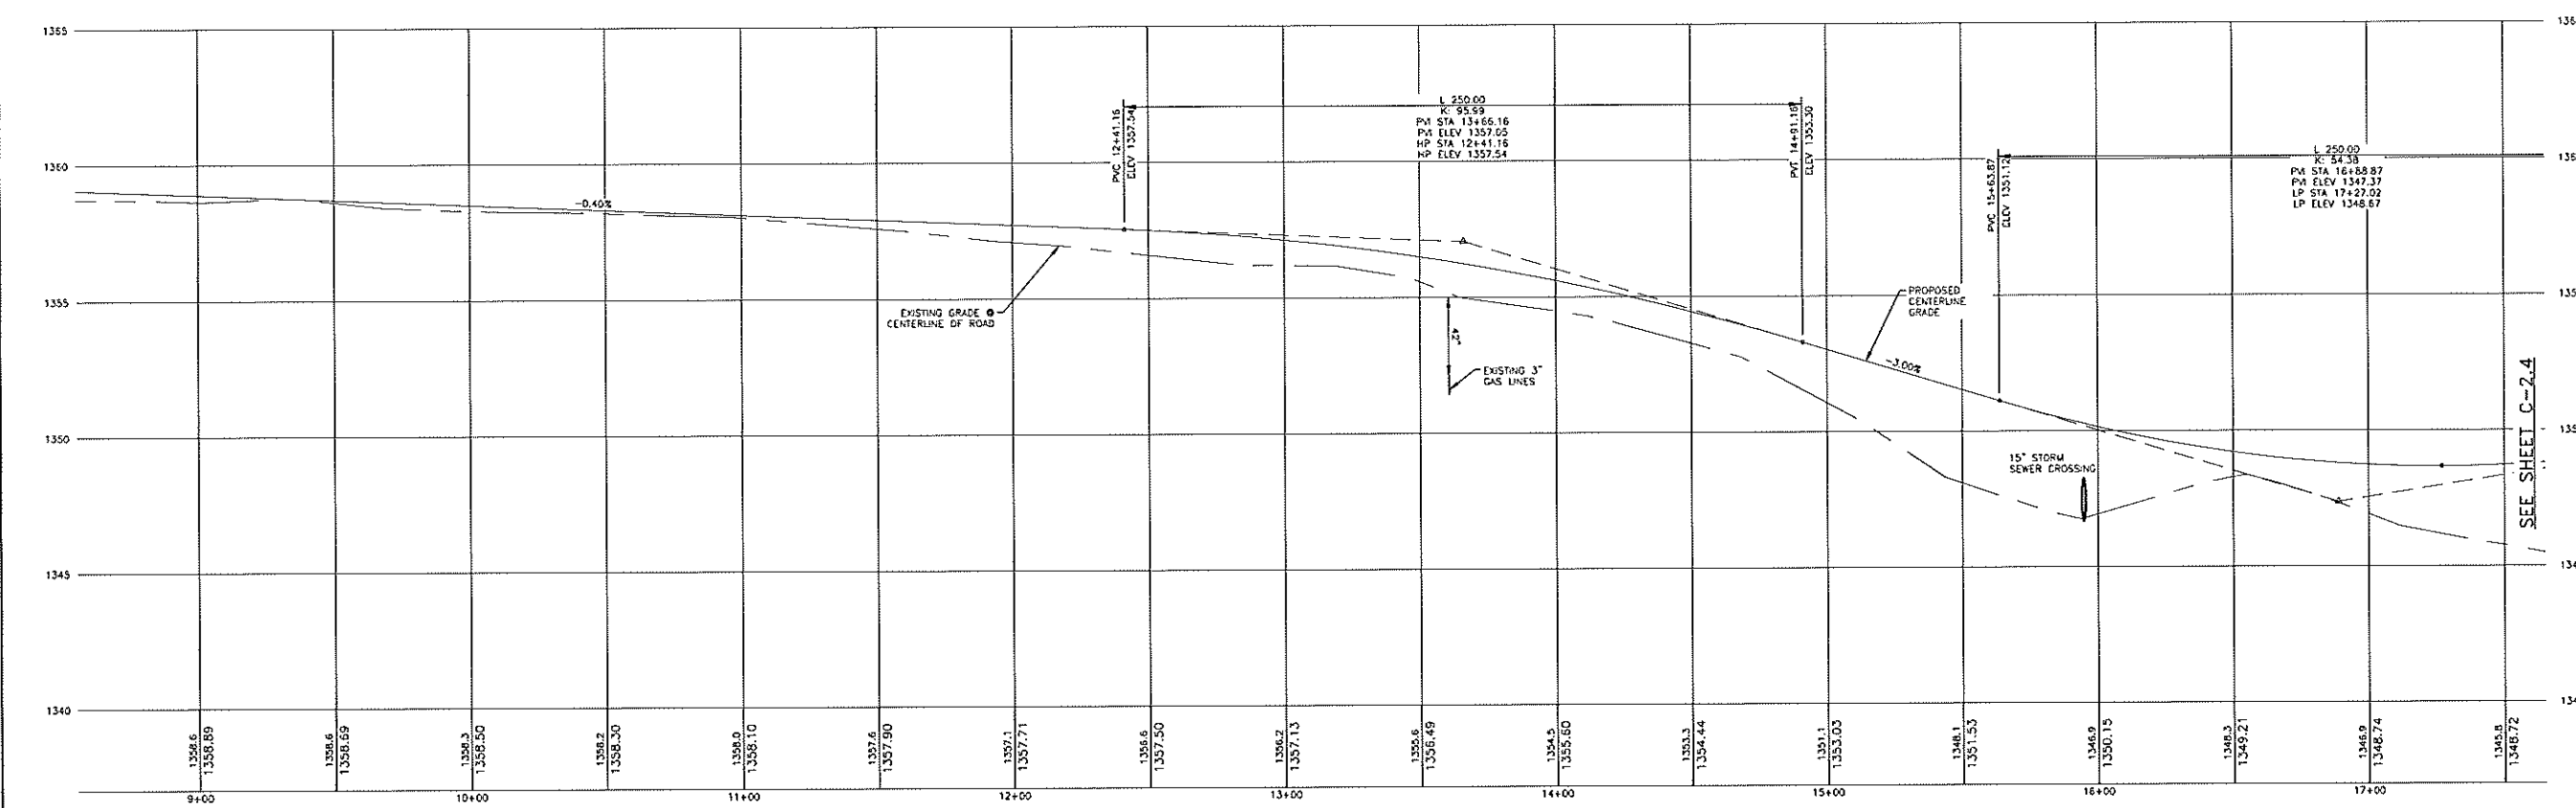 1365
L 250.00
K: 95.99
PVI STA 13+66.16
PVI ELEV 1357.05
HP STA 12+41.16
HP ELEV 1357.54
PVC 12+41.16
ELEV 1357.54
PVT 14+91.16
ELEV 1353.30
L 250.00
K: 54.38
PVI STA 16+88.87
PVI ELEV 1347.37
LP STA 17+27.02
LP ELEV 1348.67
PVC 15+63.87
ELEV 1351.12
1360
-0.40%
1355
EXISTING GRADE @
CENTERLINE OF ROAD
42"
EXISTING 3"
GAS LINES
PROPOSED
CENTERLINE
GRADE
-3.00%
1350
15" STORM
SEWER CROSSING
SEE SHEET C-2.4
1345
1340
1358.6
1358.89
1358.6
1358.69
1358.3
1358.50
1358.2
1358.30
1358.0
1358.10
1357.6
1357.90
1357.1
1357.71
1356.6
1357.50
1356.2
1357.13
1355.6
1356.49
1354.5
1355.60
1353.3
1354.44
1351.1
1353.03
1348.1
1351.53
1346.9
1350.15
1348.3
1349.21
1346.9
1348.74
1345.8
1348.72
9+00
10+00
11+00
12+00
13+00
14+00
15+00
16+00
17+00